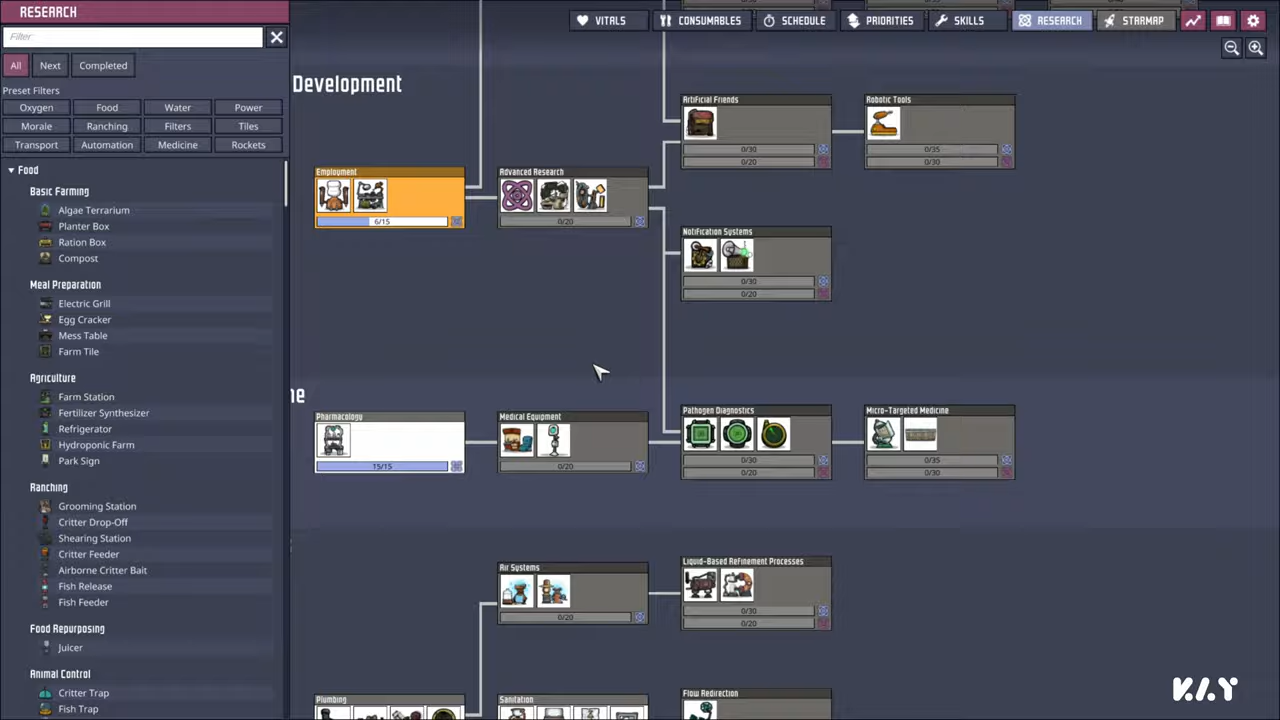 RESEARCH
VITALS
CONSUMABLES
SCHEDULE
PRIORITIES
SKILLS
RESEARCH
STARMAP
Filter
All
Next
Completed
Preset Filters
Oxygen
Food
Water
Power
Morale
Ranching
Filters
Tiles
Transport
Automation
Medicine
Rockets
Food
Basic Farming
Algae Terrarium
Planter Box
Ration Box
Compost
Meal Preparation
Electric Grill
Egg Cracker
Mess Table
Farm Tile
Agriculture
Farm Station
Fertilizer Synthesizer
Refrigerator
Hydroponic Farm
Park Sign
Ranching
Grooming Station
Critter Drop-Off
Shearing Station
Critter Feeder
Airborne Critter Bait
Fish Release
Fish Feeder
Food Repurposing
Juicer
Animal Control
Critter Trap
Fish Trap
Development
Artificial Friends
0/30
0/20
Robotic Tools
0/35
0/30
Employment
6/15
Advanced Research
0/20
Notification Systems
0/30
0/20
ne
Pharmacology
15/15
Medical Equipment
0/20
Pathogen Diagnostics
0/30
0/20
Micro-Targeted Medicine
0/35
0/30
Air Systems
0/20
Liquid-Based Refinement Processes
0/30
0/20
Plumbing
Sanitation
Flow Redirection
KAY